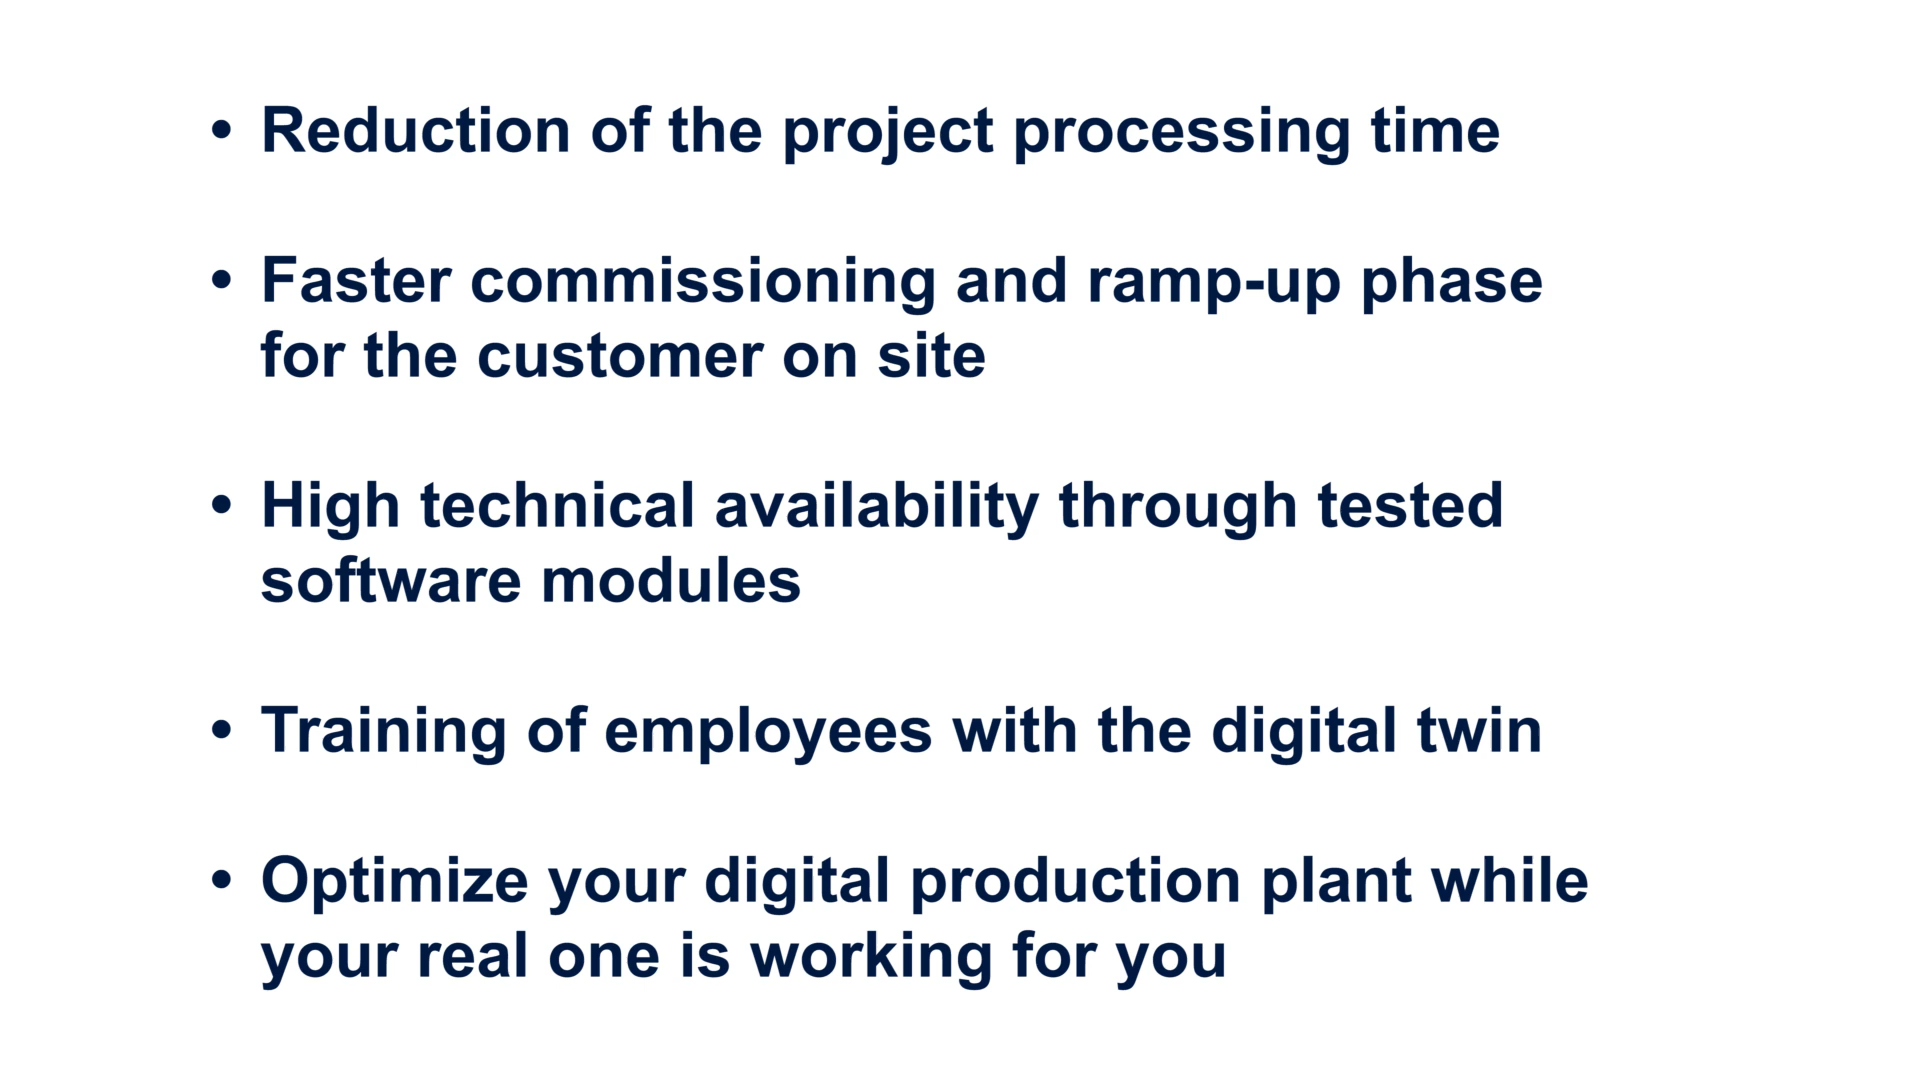 • Reduction of the project processing time
• Faster commissioning and ramp-up phase
for the customer on site
• High technical availability through tested
software modules
• Training of employees with the digital twin
• Optimize your digital production plant while
your real one is working for you